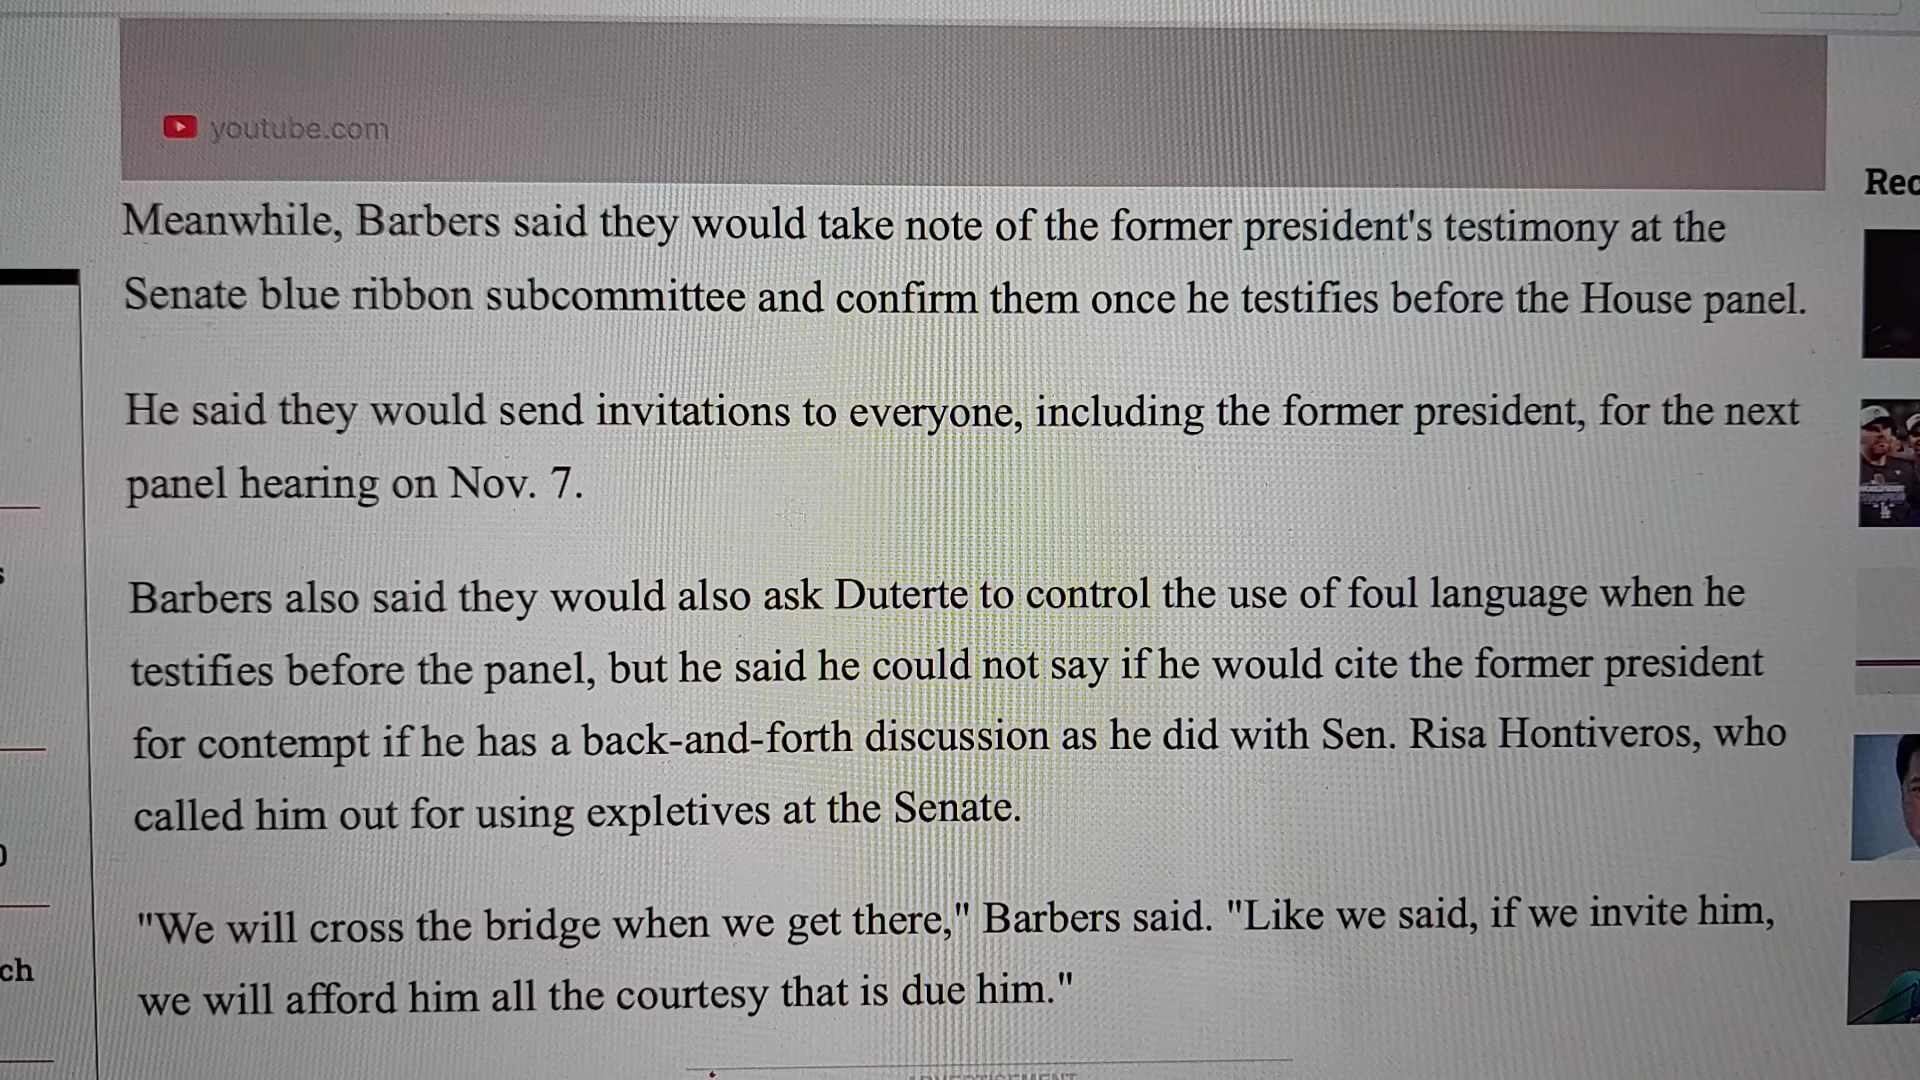 youtube.com
Rec
Meanwhile, Barbers said they would take note of the former president's testimony at the
Senate blue ribbon subcommittee and confirm them once he testifies before the House panel.
He said they would send invitations to everyone, including the former president, for the next
panel hearing on Nov. 7.
Barbers also said they would also ask Duterte to control the use of foul language when he
testifies before the panel, but he said he could not say if he would cite the former president
for contempt if he has a back-and-forth discussion as he did with Sen. Risa Hontiveros, who
called him out for using expletives at the Senate.
"We will cross the bridge when we get there," Barbers said. "Like we said, if we invite him,
we will afford him all the courtesy that is due him."
ch
ADVERTISEMENT